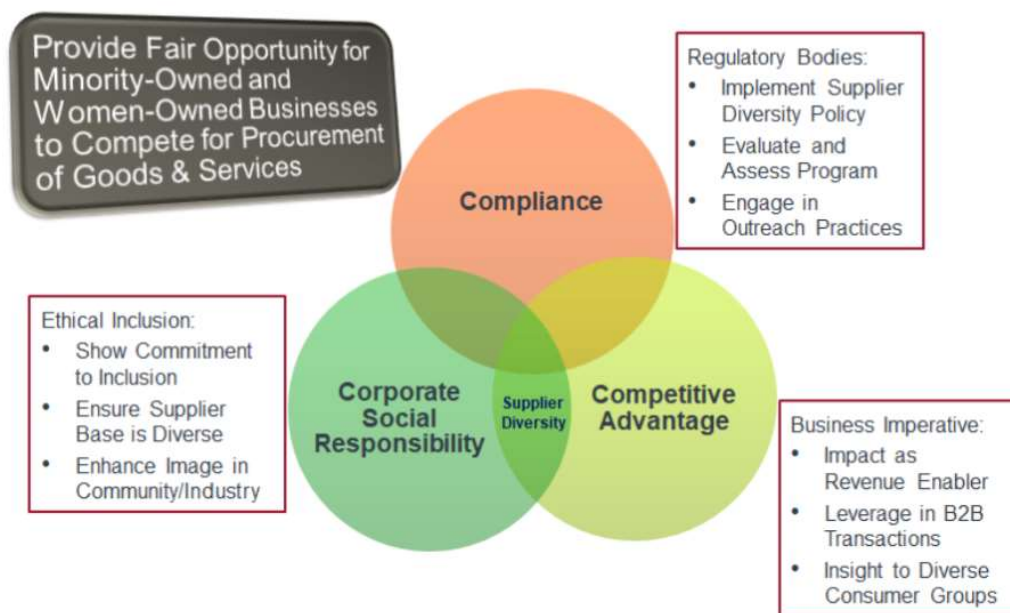 Provide Fair Opportunity for
Minority-Owned and
Women-Owned Businesses
to Compete for Procurement
of Goods & Services
Regulatory Bodies:
• Implement Supplier
Diversity Policy
• Evaluate and
Assess Program
• Engage in
Outreach Practices
Compliance
Ethical Inclusion:
• Show Commitment
to Inclusion
• Ensure Supplier
Base is Diverse
• Enhance Image in
Community/Industry
Corporate
Social
Responsibility
Supplier
Diversity
Competitive
Advantage
Business Imperative:
• Impact as
Revenue Enabler
• Leverage in B2B
Transactions
• Insight to Diverse
Consumer Groups